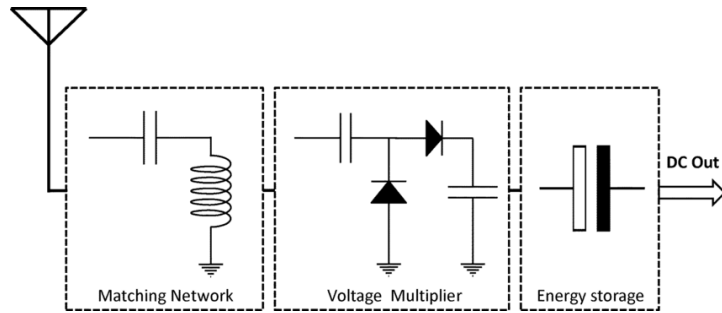 DC Out
Matching Network
Voltage Multiplier
Energy storage